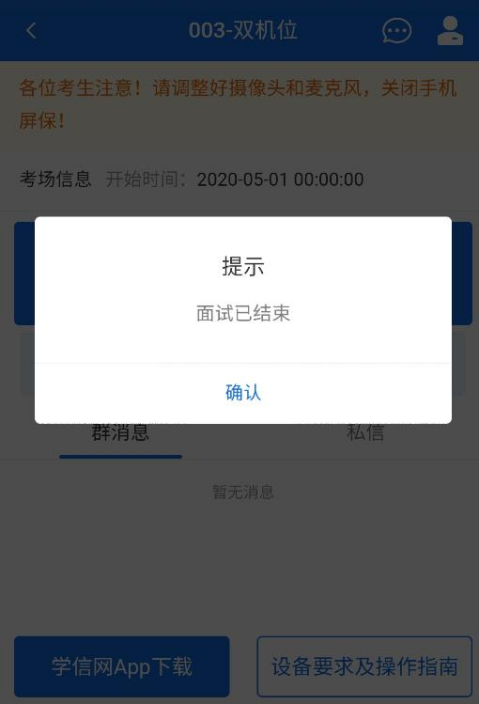 003-双机位
各位考生注意！请调整好摄像头和麦克风，关闭手机
屏保！
考场信息 开始时间：2020-05-01 00:00:00
提示
面试已结束
确认
群消息 私信
暂无消息
学信网App下载 设备要求及操作指南